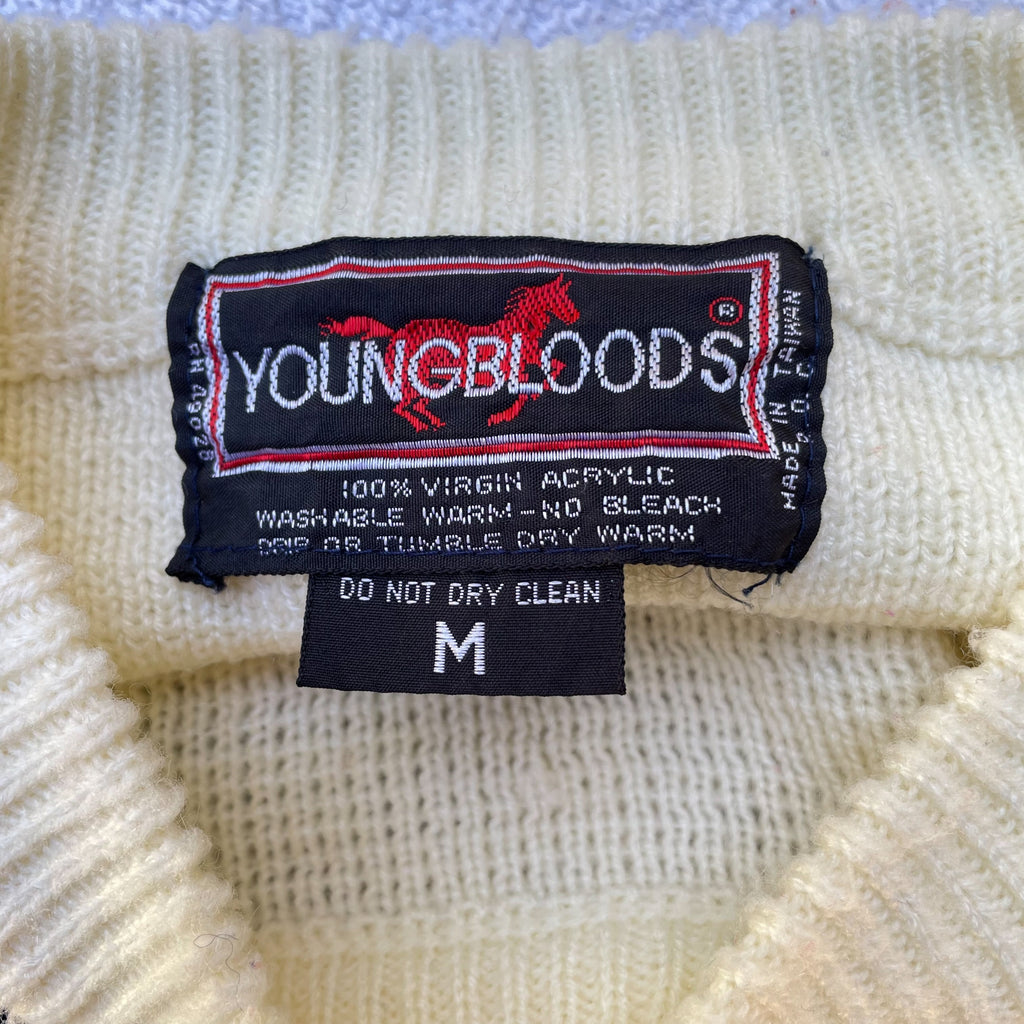 YOUNGBLOODS ®
100% VIRGIN ACRYLIC
WASHABLE WARM-NO BLEACH
DRIP OR TUMBLE DRY WARM
DO NOT DRY CLEAN
M
MADE IN TAIWAN
R.O.C.
RN